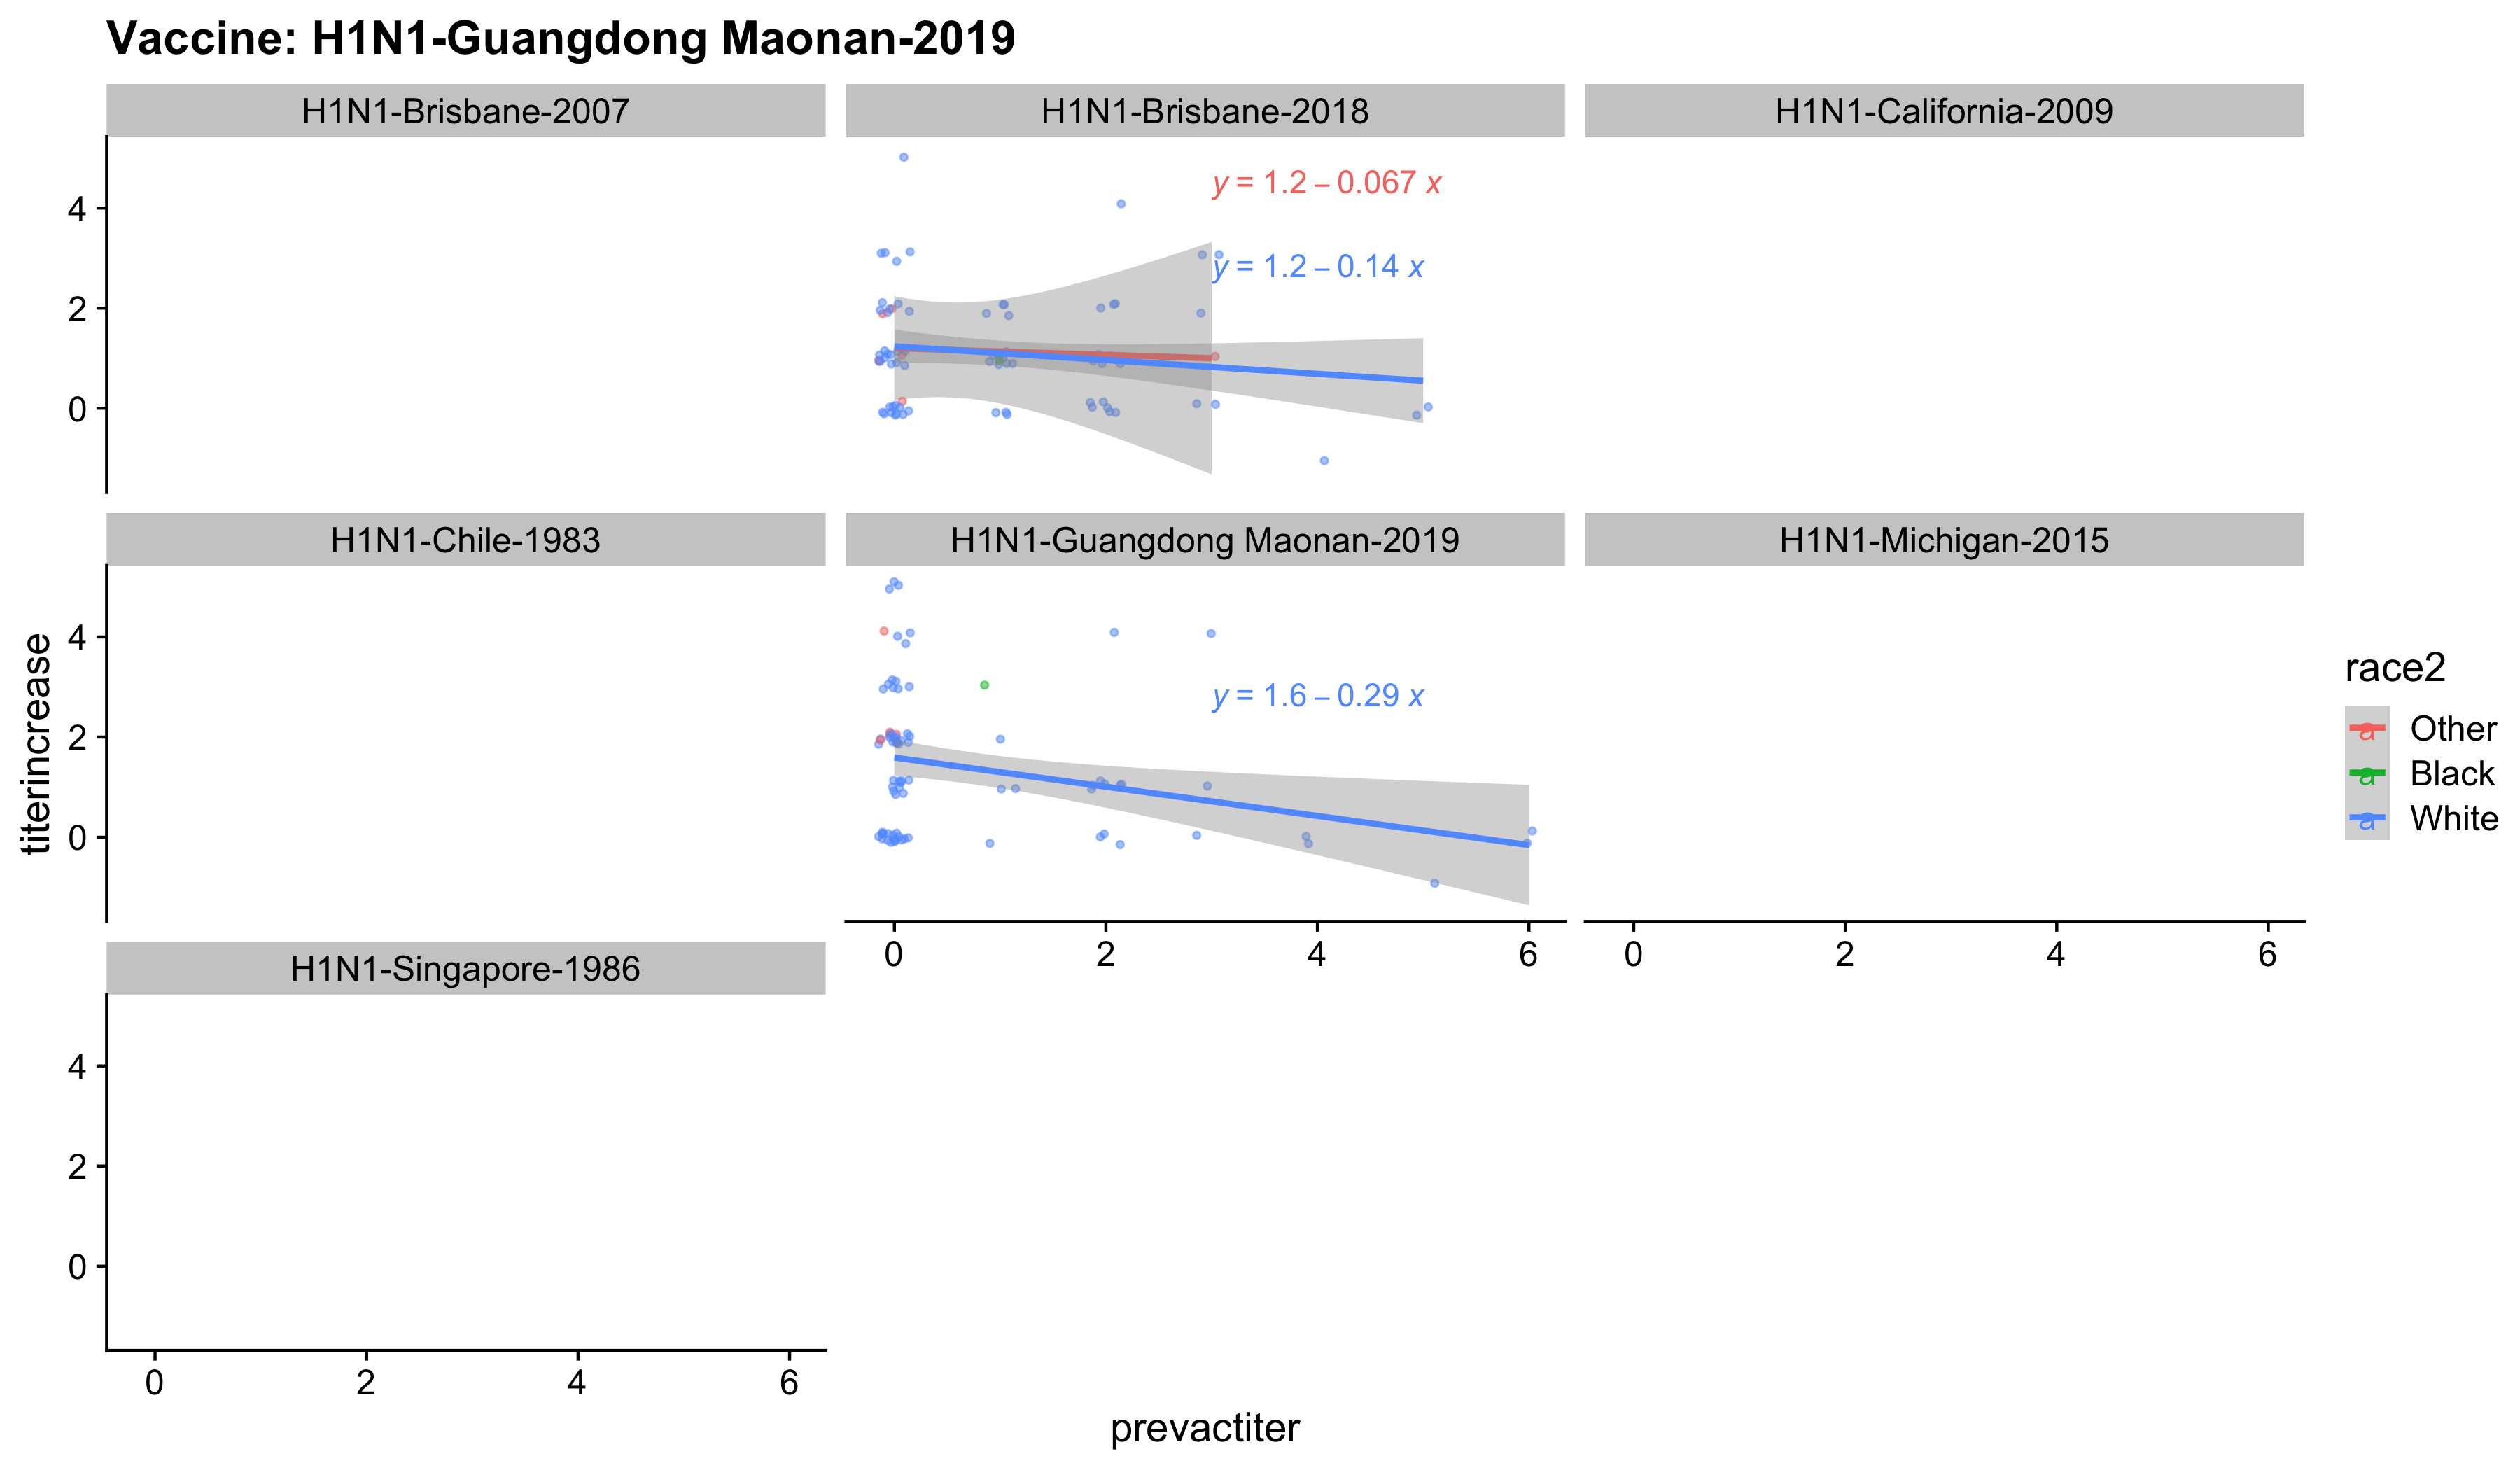 Vaccine: H1N1-Guangdong Maonan-2019
H1N1-Brisbane-2007
H1N1-Brisbane-2018
H1N1-California-2009
y = 1.2 – 0.067 x
y = 1.2 – 0.14 x
4
2
0
H1N1-Chile-1983
H1N1-Guangdong Maonan-2019
H1N1-Michigan-2015
y = 1.6 – 0.29 x
4
2
0
0 2 4 6
0 2 4 6
H1N1-Singapore-1986
4
2
0
0 2 4 6
titerincrease
prevactiter
race2
a Other
a Black
a White